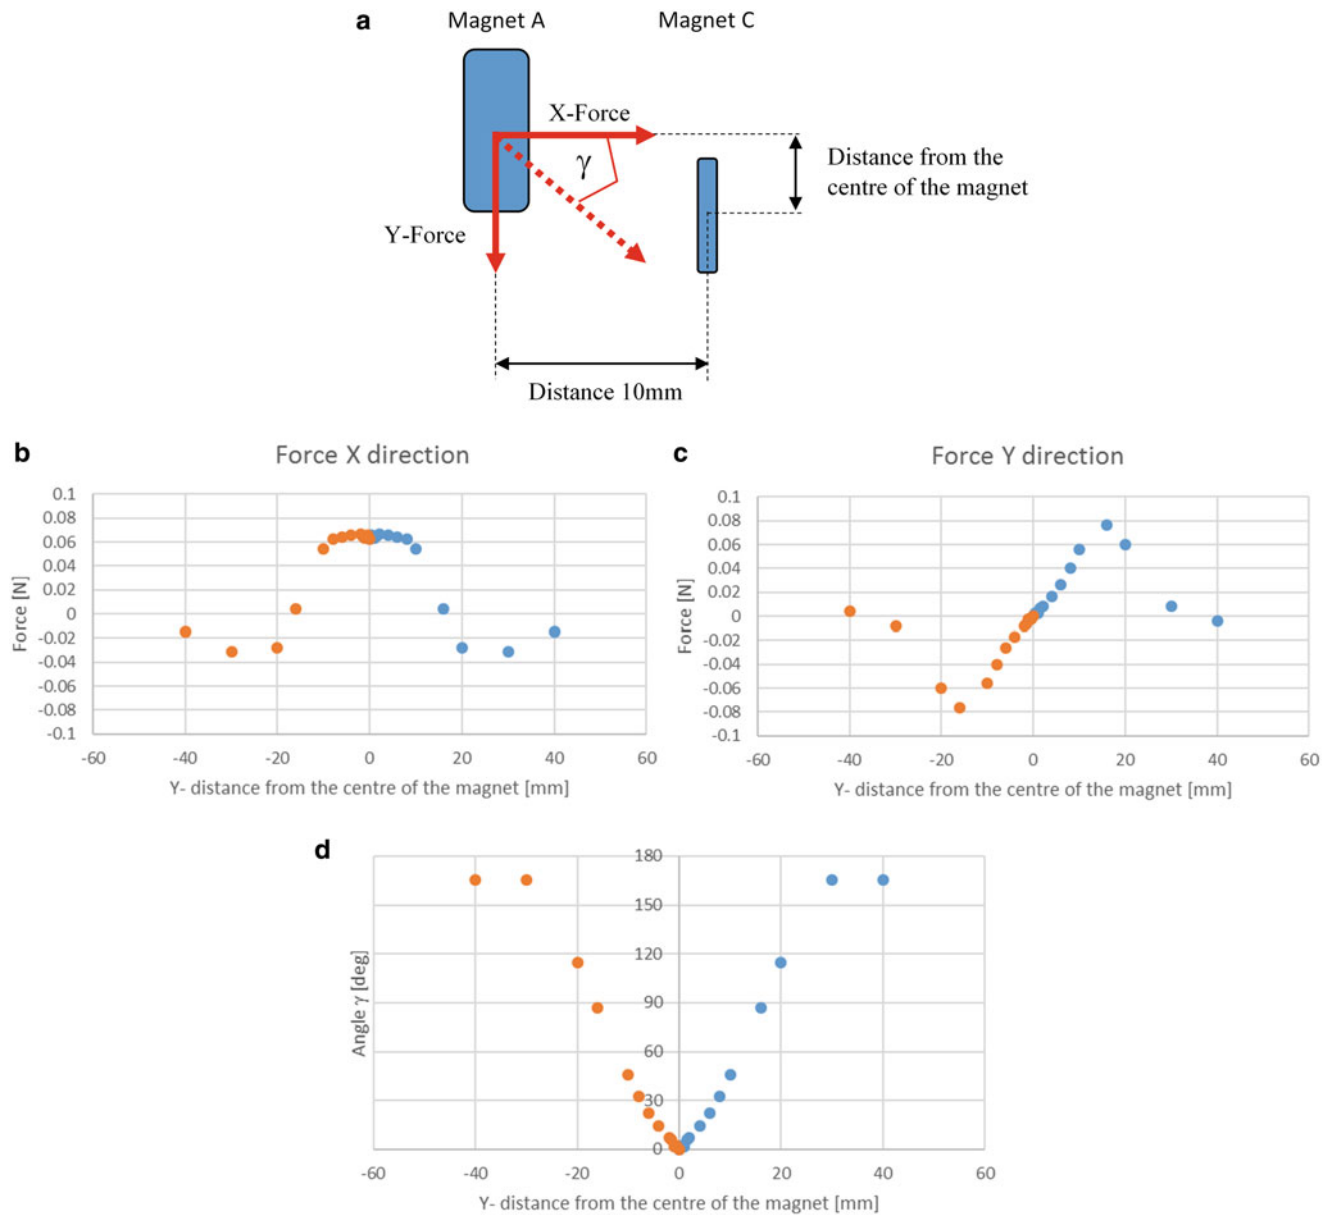 a
Magnet A
Magnet C
X-Force
γ
Y-Force
Distance from the
centre of the magnet
Distance 10mm
b
Force X direction
Force [N]
0.1
0.08
0.06
0.04
0.02
0
-0.02
-0.04
-0.06
-0.08
-0.1
-60
-40
-20
0
20
40
60
Y- distance from the centre of the magnet [mm]
c
Force Y direction
Force [N]
0.1
0.08
0.06
0.04
0.02
0
-0.02
-0.04
-0.06
-0.08
-0.1
-60
-40
-20
0
20
40
60
Y- distance from the centre of the magnet [mm]
d
Angle γ [deg]
180
150
120
90
60
30
0
-60
-40
-20
0
20
40
60
Y- distance from the centre of the magnet [mm]